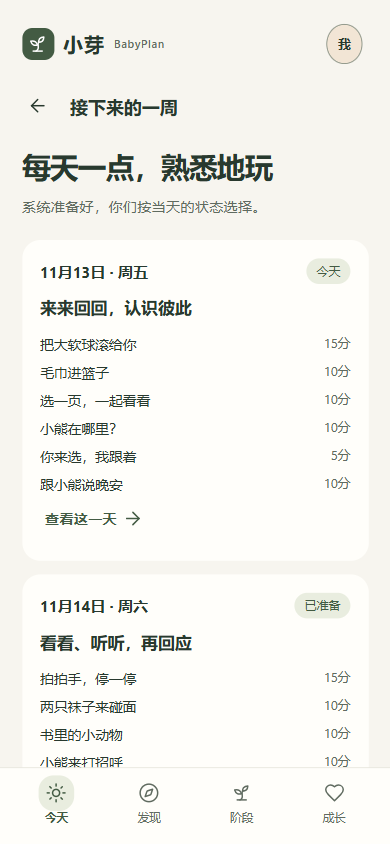 小芽 BabyPlan
我
接下来的一周
每天一点，熟悉地玩
系统准备好，你们按当天的状态选择。
11月13日 · 周五 今天
来来回回，认识彼此
把大软球滚给你 15分
毛巾进篮子 10分
选一页，一起看看 10分
小熊在哪里？ 10分
你来选，我跟着 5分
跟小熊说晚安 10分
查看这一天
11月14日 · 周六 已准备
看看、听听，再回应
拍拍手，停一停 15分
两只袜子来碰面 10分
书里的小动物 10分
小熊来打招呼 10分
今天 发现 阶段 成长